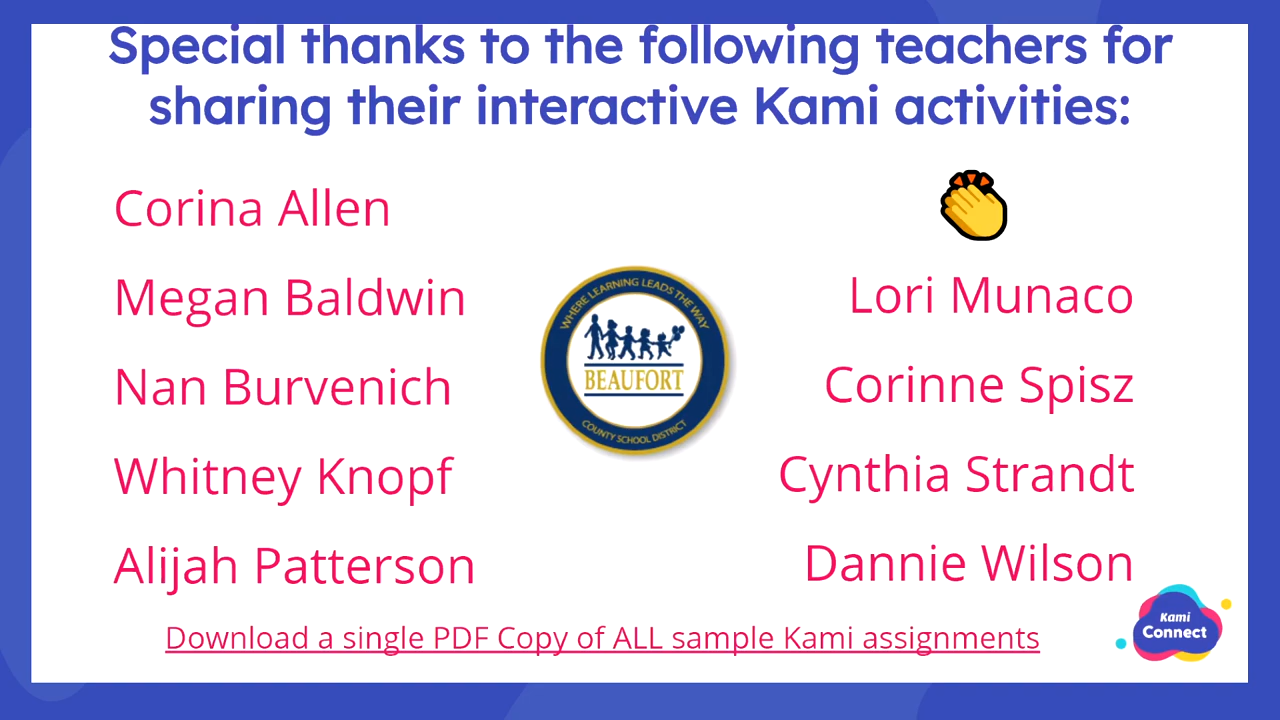 Special thanks to the following teachers for
sharing their interactive Kami activities:
Corina Allen
Megan Baldwin
Nan Burvenich
Whitney Knopf
Alijah Patterson
WHERE LEARNING LEADS THE WAY
BEAUFORT
COUNTY SCHOOL DISTRICT
Lori Munaco
Corinne Spisz
Cynthia Strandt
Dannie Wilson
Download a single PDF Copy of ALL sample Kami assignments
Kami
Connect